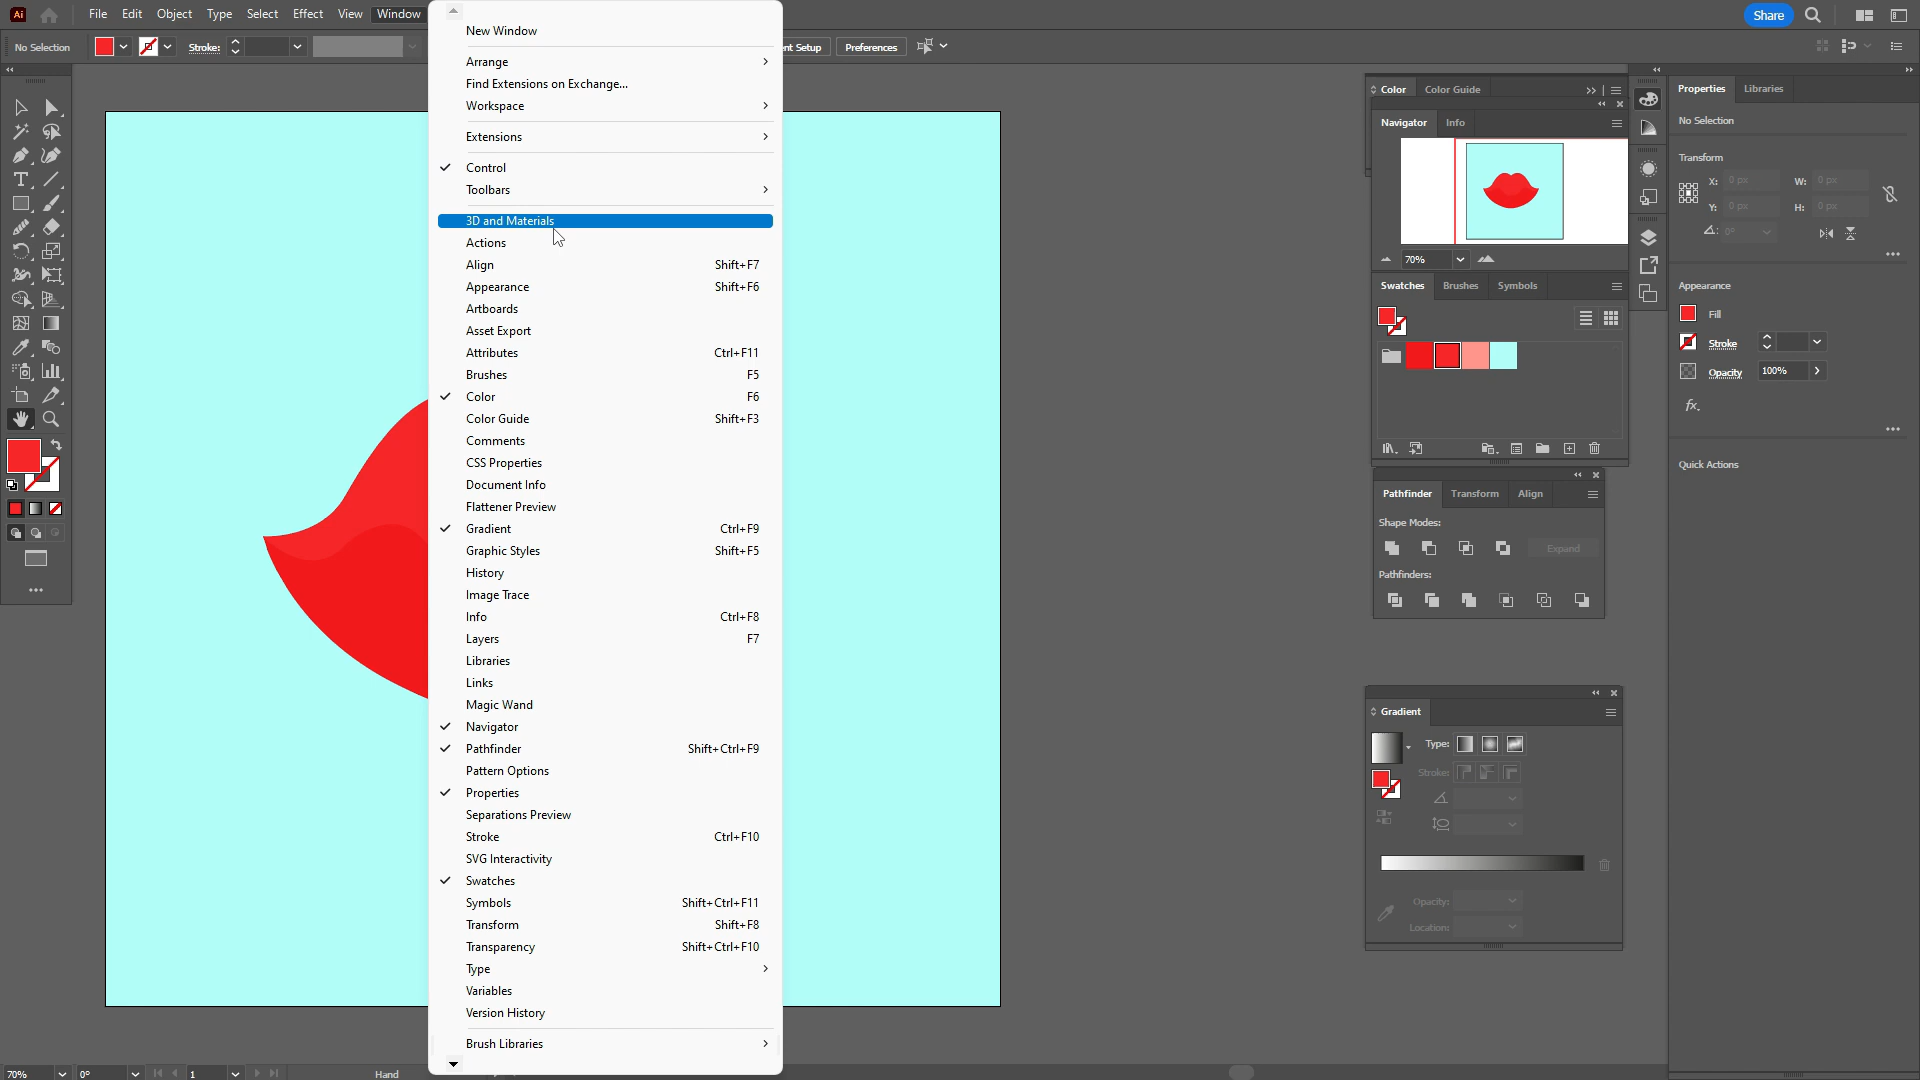 Ai
File Edit Object Type Select Effect View Window
Share
No Selection
Stroke:
nt Setup
Preferences
New Window
Arrange
Find Extensions on Exchange...
Workspace
Extensions
Control
Toolbars
3D and Materials
Actions
Align Shift+F7
Appearance Shift+F6
Artboards
Asset Export
Attributes Ctrl+F11
Brushes F5
Color F6
Color Guide Shift+F3
Comments
CSS Properties
Document Info
Flattener Preview
Gradient Ctrl+F9
Graphic Styles Shift+F5
History
Image Trace
Info Ctrl+F8
Layers F7
Libraries
Links
Magic Wand
Navigator
Pathfinder Shift+Ctrl+F9
Pattern Options
Properties
Separations Preview
Stroke Ctrl+F10
SVG Interactivity
Swatches
Symbols Shift+Ctrl+F11
Transform Shift+F8
Transparency Shift+Ctrl+F10
Type
Variables
Version History
Brush Libraries
Color Color Guide
Navigator Info
70%
Swatches Brushes Symbols
Pathfinder Transform Align
Shape Modes:
Expand
Pathfinders:
Gradient
Type:
Stroke:
Opacity:
Location:
Properties Libraries
No Selection
Transform
X: 0 px W: 0 px
Y: 0 px H: 0 px
0°
Appearance
Fill
Stroke
Opacity 100%
fx.
Quick Actions
70% 0° 1 Hand